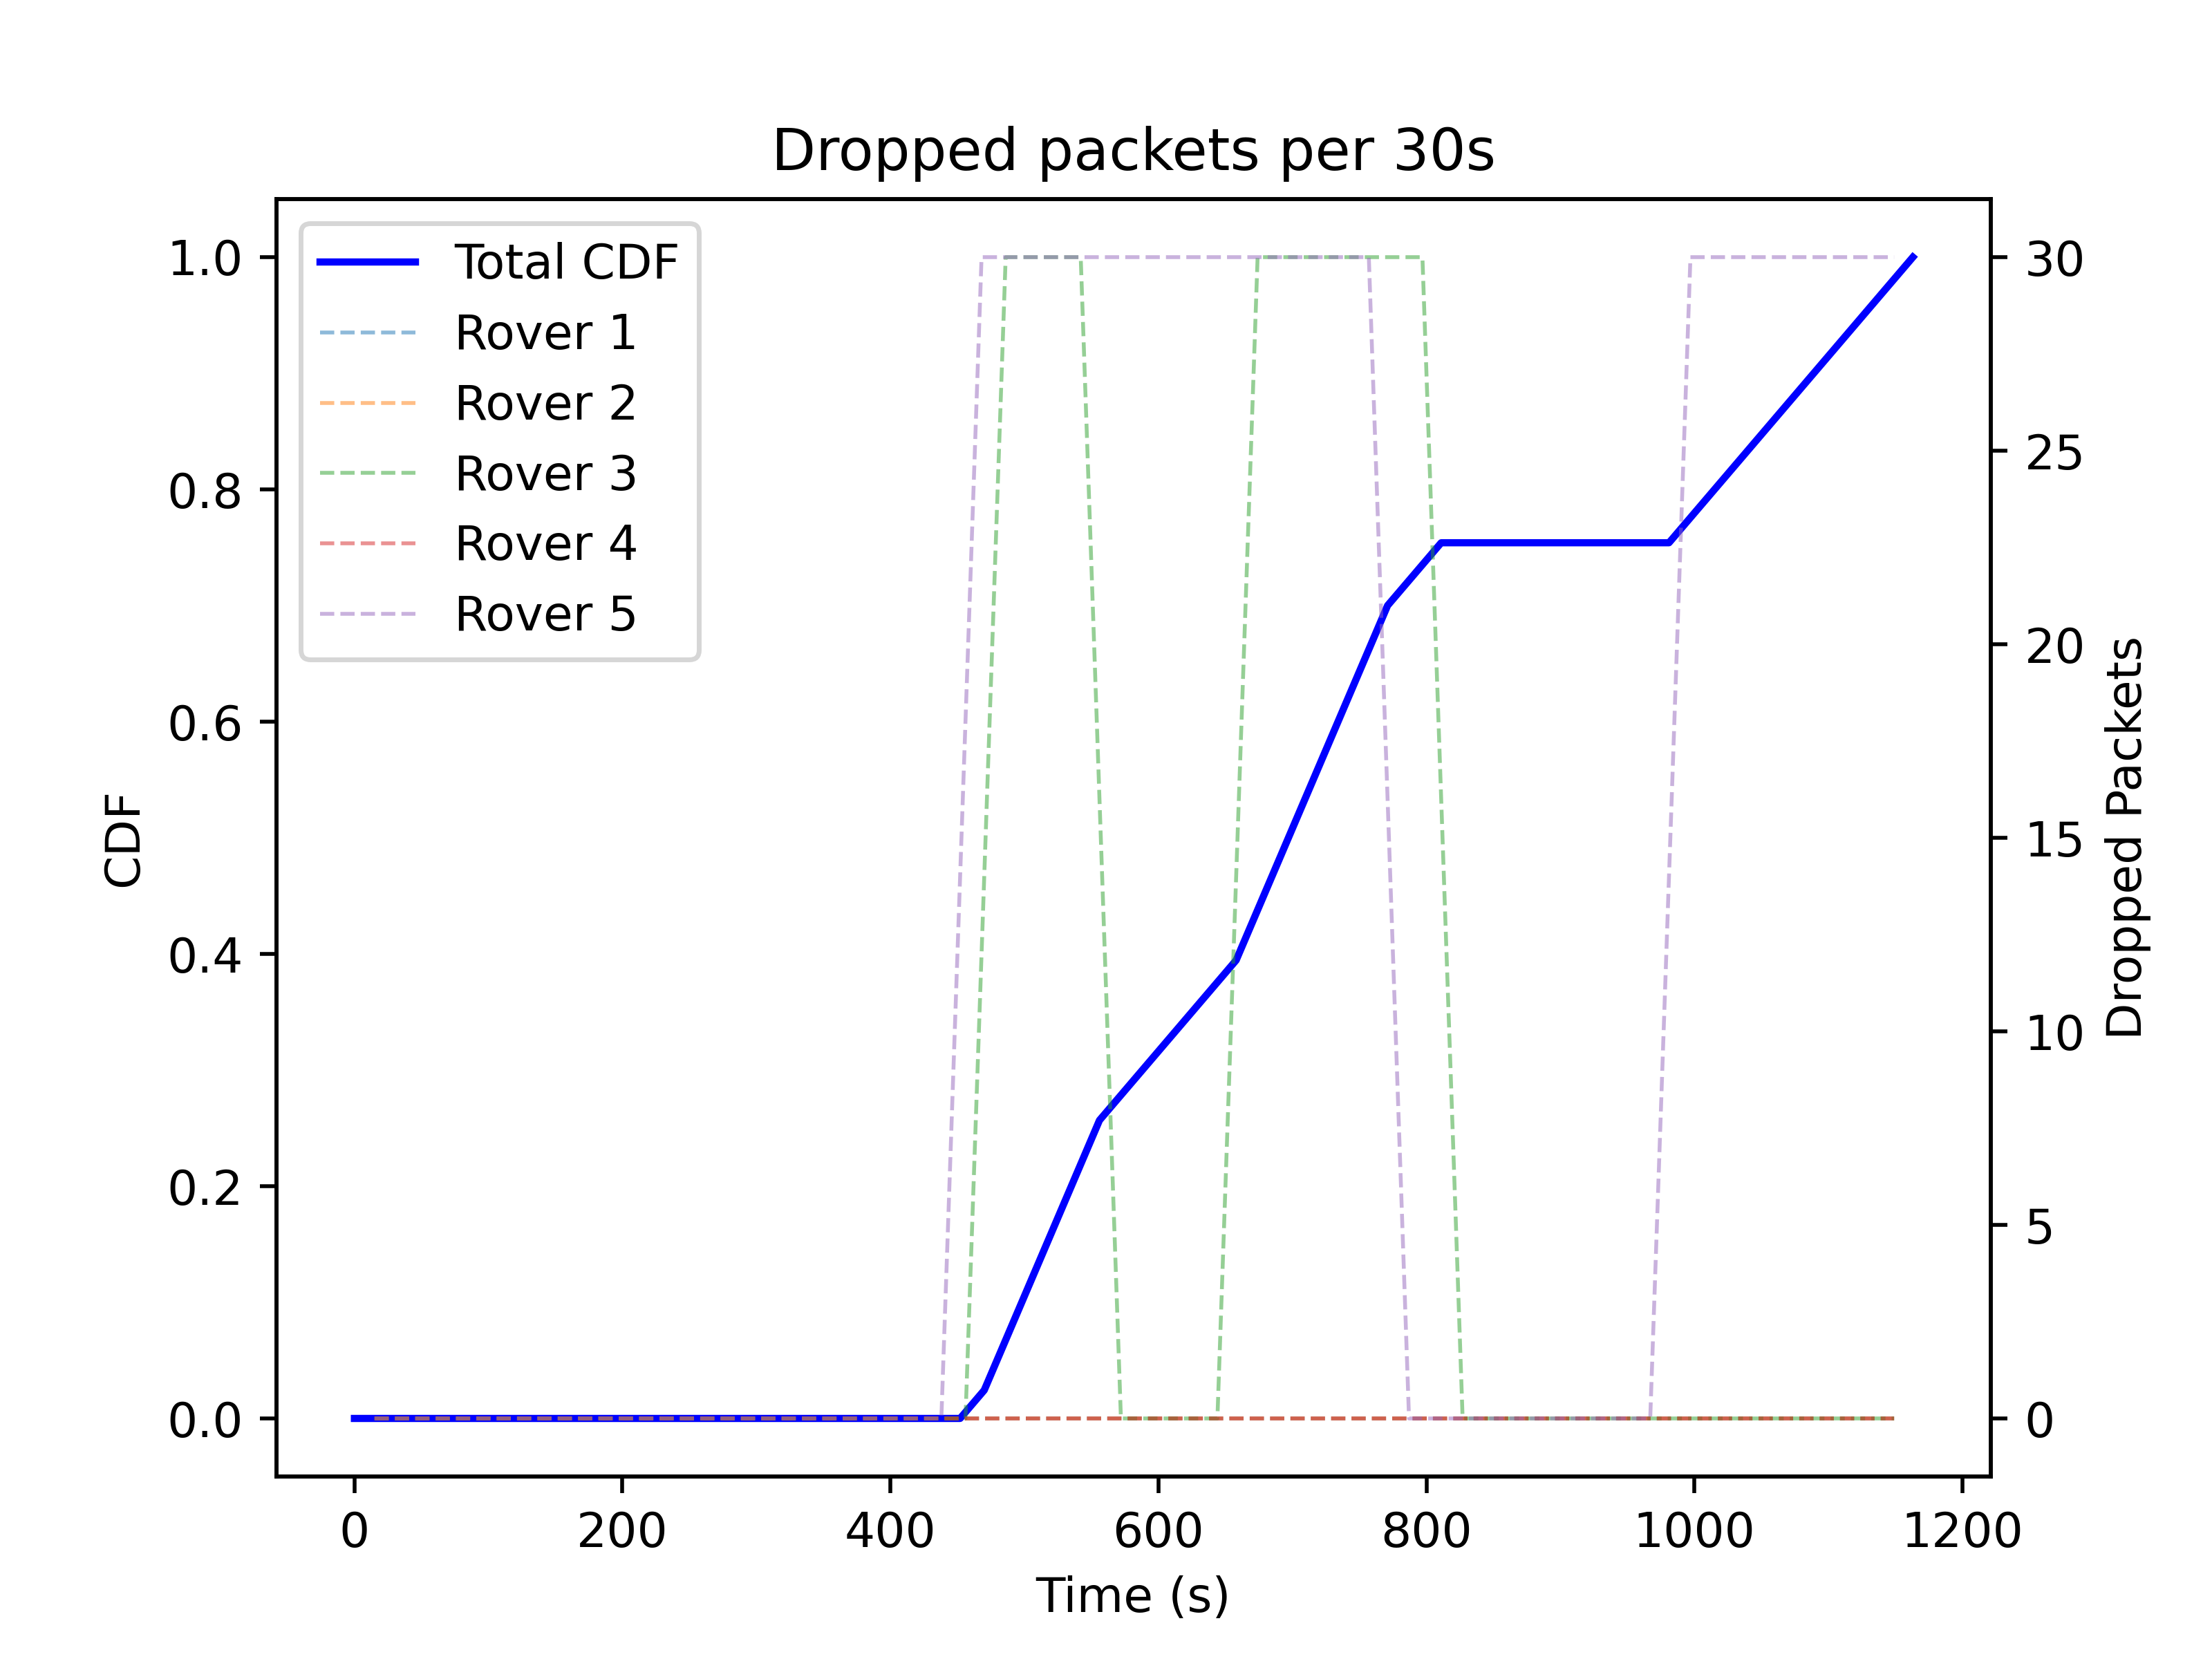 Dropped packets per 30s
Total CDF
Rover 1
Rover 2
Rover 3
Rover 4
Rover 5
1.0
0.8
0.6
0.4
0.2
0.0
CDF
30
25
20
15
10
5
0
Dropped Packets
0 200 400 600 800 1000 1200
Time (s)